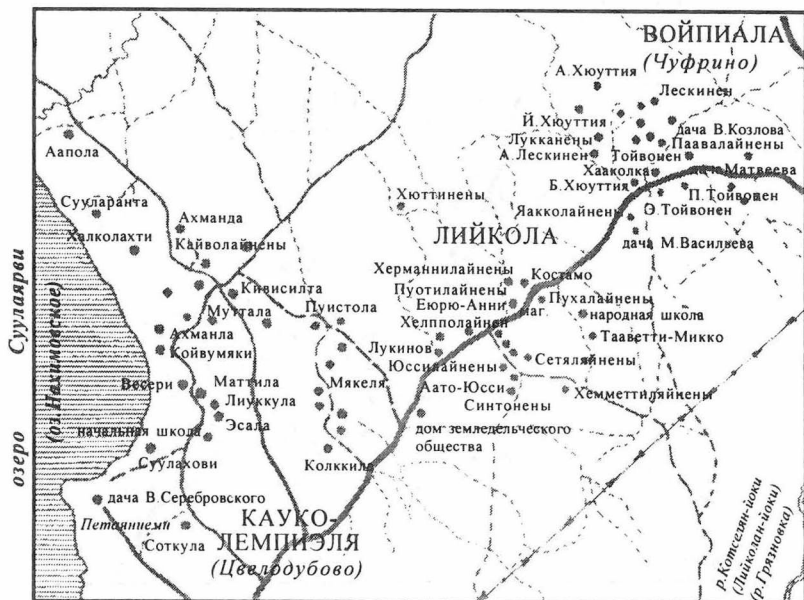 ВОЙПИАЛА
(Чуфрино)
А.Хюуттия
Лескинен
Й.Хюуттия
дача В.Козлова
Лукканены
Паавалайнены
А.Лескинен
Тойвонен
Хааколка
дача Матвеева
Б.Хюуттия
П.Тойвонен
Э.Тойвонен
Яакколайнены
дача М.Васильева
Аапола
Сууларанта
Халколахти
Ахманда
Кайволайнены
Хюттинены
ЛИЙКОЛА
Херманнилайнены
Костамо
Пуотилайнены
Пухалайнены
Еюрю-Анни
маг
народная школа
Хелпполайнен
Тааветти-Микко
Лукинов
Сетяляйнены
Юссилайнены
Аато-Юсси
Хемметтиляйнены
Синтонены
дом земледельческого
общества
Кивисилта
Муттала
Пуистола
Ахманла
Койвумяки
Мякеля
Весери
Маттила
Лиуккула
Эсала
начальная школа
Суулахови
Колккила
дача В.Серебровского
Петаяниеми
Соткула
КАУКО-
ЛЕМПИЭЛЯ
(Цвелодубово)
озеро Суулаярви
(оз.Нахимовское)
р.Котселян-йоки
(Лийколан-йоки)
(р.Грязновка)